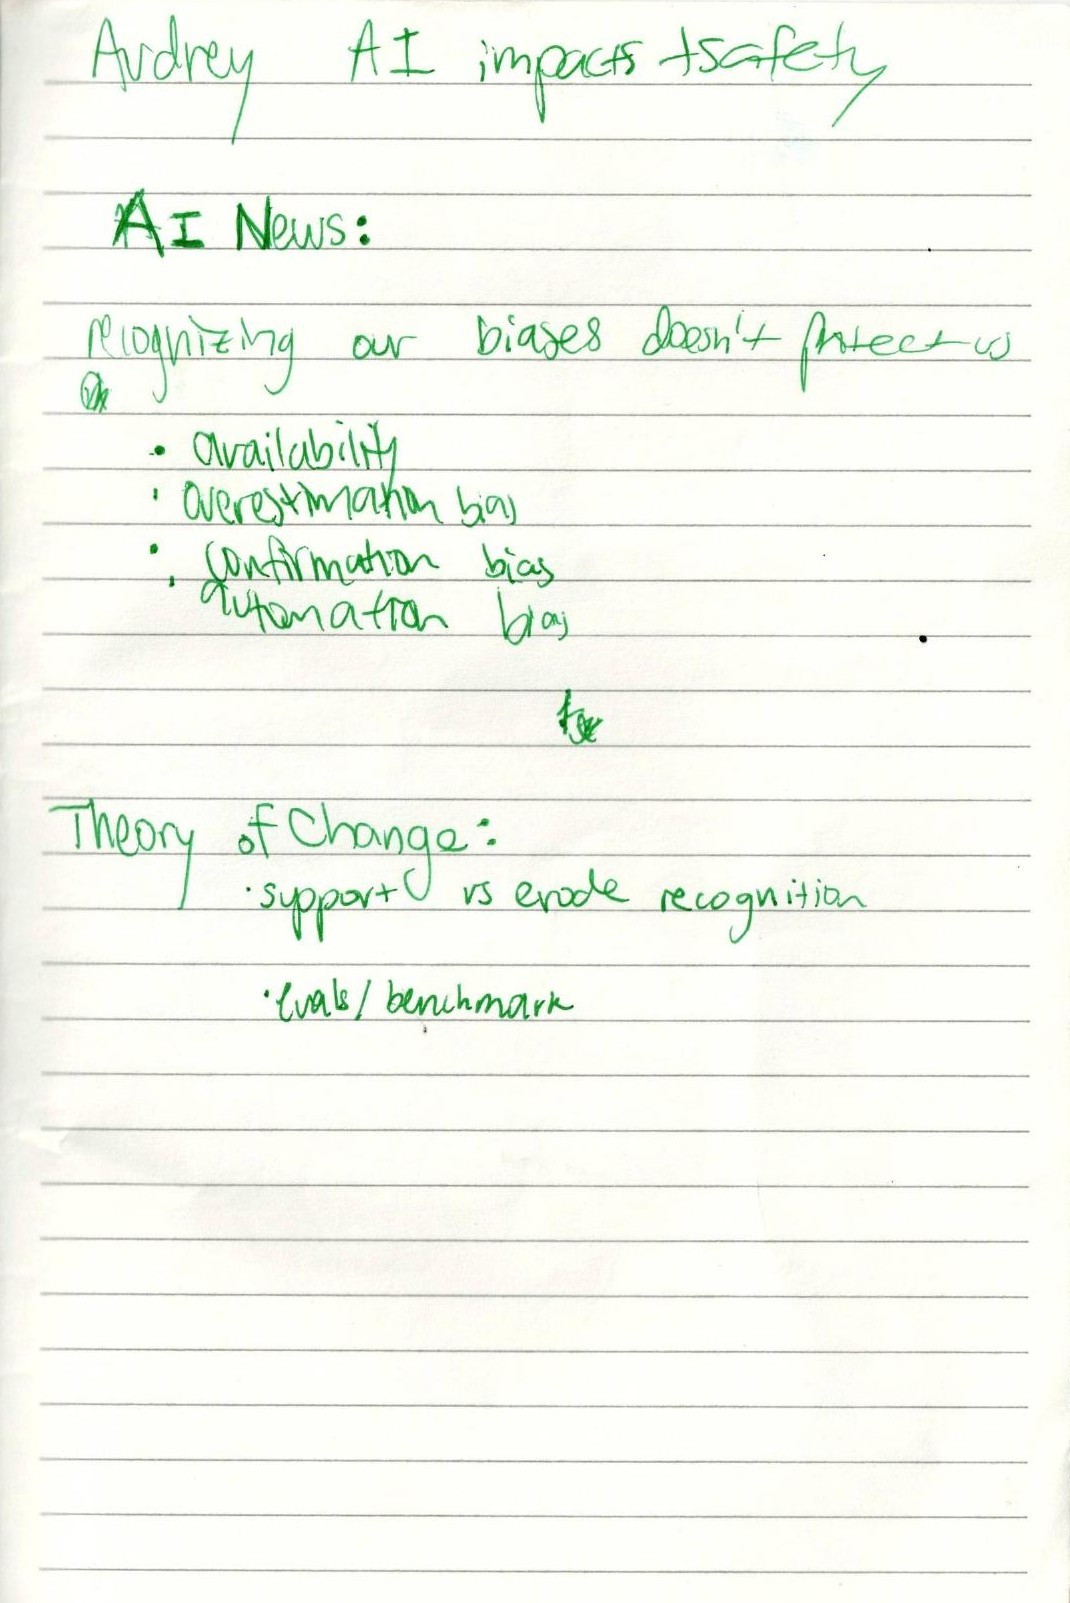 Audrey AI impacts + safety
AI News:
recognizing our biases doesn't protect us
• availability
• overestimation bias
• confirmation bias
• automation bias
Theory of Change:
• support vs erode recognition
• evals / benchmark